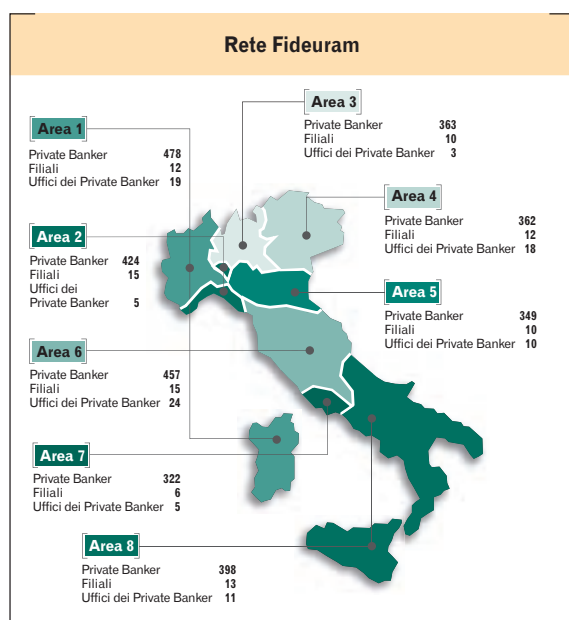 Rete Fideuram
Area 1
Private Banker 478
Filiali 12
Uffici dei Private Banker 19
Area 2
Private Banker 424
Filiali 15
Uffici dei
Private Banker 5
Area 3
Private Banker 363
Filiali 10
Uffici dei Private Banker 3
Area 4
Private Banker 362
Filiali 12
Uffici dei Private Banker 18
Area 5
Private Banker 349
Filiali 10
Uffici dei Private Banker 10
Area 6
Private Banker 457
Filiali 15
Uffici dei Private Banker 24
Area 7
Private Banker 322
Filiali 6
Uffici dei Private Banker 5
Area 8
Private Banker 398
Filiali 13
Uffici dei Private Banker 11